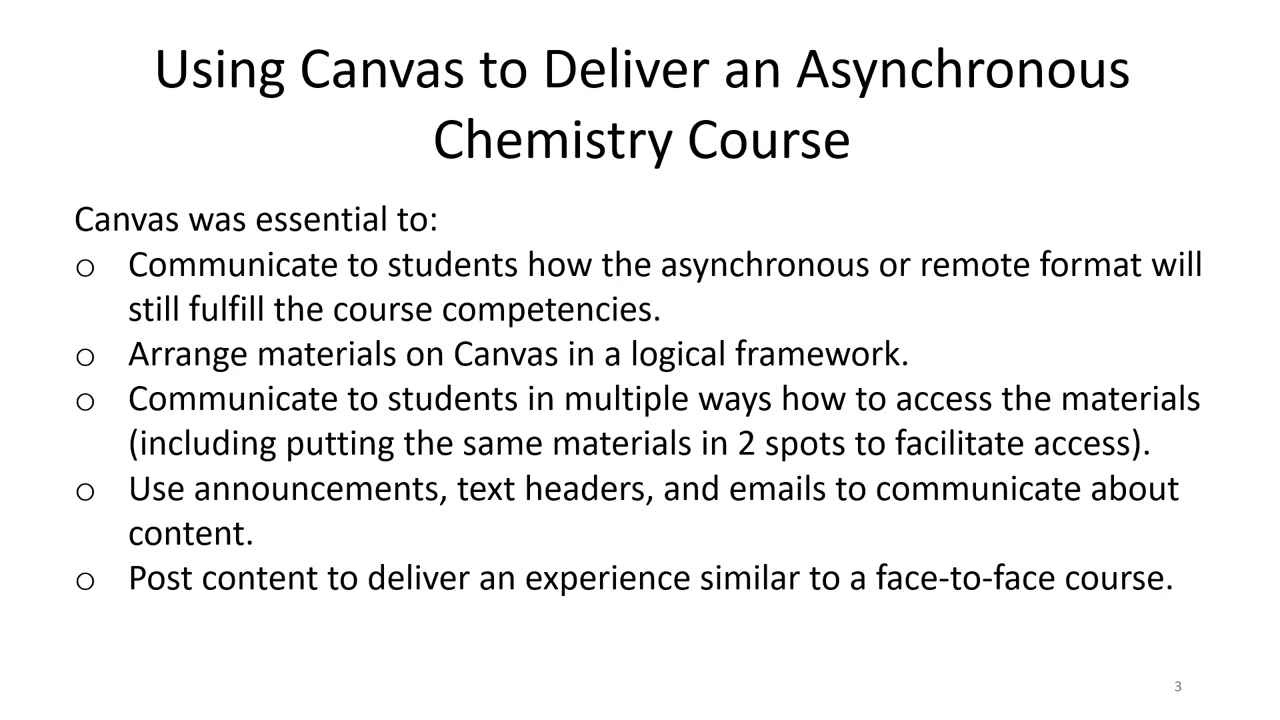 Using Canvas to Deliver an Asynchronous
Chemistry Course
Canvas was essential to:
o Communicate to students how the asynchronous or remote format will
still fulfill the course competencies.
o Arrange materials on Canvas in a logical framework.
o Communicate to students in multiple ways how to access the materials
(including putting the same materials in 2 spots to facilitate access).
o Use announcements, text headers, and emails to communicate about
content.
o Post content to deliver an experience similar to a face-to-face course.
3